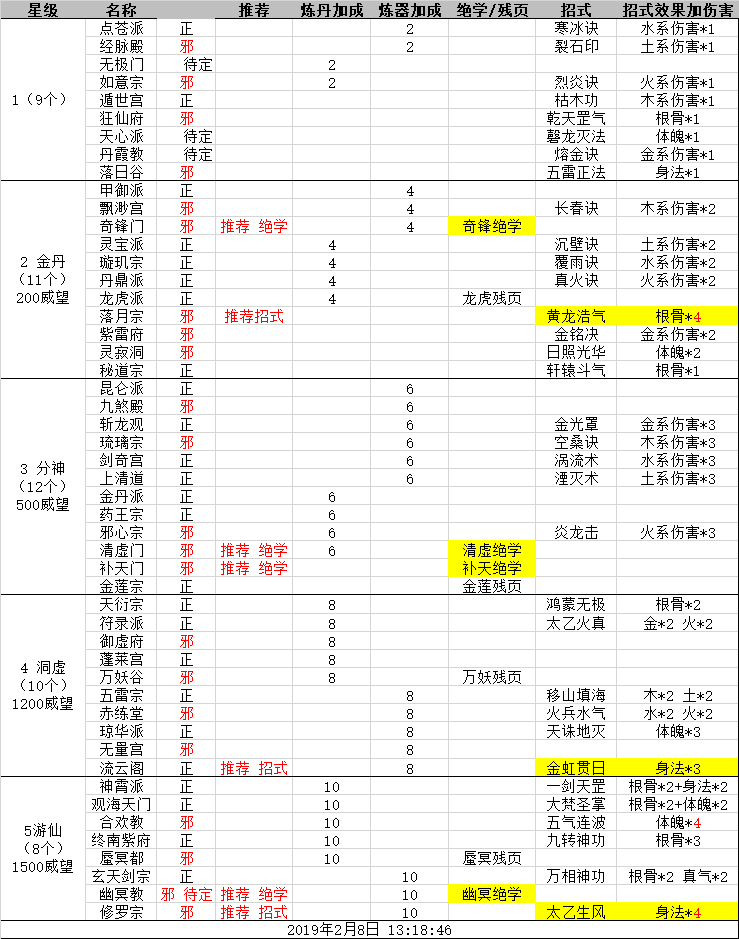 星级 名称 推荐 炼丹加成 炼器加成 绝学/残页 招式 招式效果加伤害
1（9个）
点苍派 正 2 寒冰诀 水系伤害*1
经脉殿 邪 2 裂石印 土系伤害*1
无极门 待定 2
如意宗 邪 2 烈炎诀 火系伤害*1
遁世宫 正 枯木功 木系伤害*1
狂仙府 邪 乾天罡气 根骨*1
天心派 待定 磬龙灭法 体魄*1
丹霞教 待定 熔金诀 金系伤害*1
落日谷 邪 五雷正法 身法*1
2 金丹
（11个）
200威望
甲御派 正 4
飘渺宫 邪 4 长春诀 木系伤害*2
奇锋门 邪 推荐 绝学 4 奇锋绝学
灵宝派 正 4 沉壁诀 土系伤害*2
璇玑宗 正 4 覆雨诀 水系伤害*2
丹鼎派 正 4 真火诀 火系伤害*2
龙虎派 正 4 龙虎残页
落月宗 邪 推荐招式 黄龙浩气 根骨*4
紫雷府 邪 金铭决 金系伤害*2
灵寂洞 邪 日照光华 体魄*2
秘道宗 正 轩辕斗气 根骨*1
3 分神
（12个）
500威望
昆仑派 正 6
九煞殿 邪 6
斩龙观 正 6 金光罩 金系伤害*3
琉璃宗 邪 6 空桑诀 木系伤害*3
剑奇宫 正 6 涡流术 水系伤害*3
上清道 正 6 湮灭术 土系伤害*3
金丹派 正 6
药王宗 正 6
邪心宗 邪 6 炎龙击 火系伤害*3
清虚门 邪 推荐 绝学 6 清虚绝学
补天门 邪 推荐 绝学 补天绝学
金莲宗 正 金莲残页
4 洞虚
（10个）
1200威望
天衍宗 正 8 鸿蒙无极 根骨*2
符录派 正 8 太乙火真 金*2 火*2
御虚府 邪 8
蓬莱宫 正 8
万妖谷 邪 8 万妖残页
五雷宗 正 8 移山填海 木*2 土*2
赤练堂 邪 8 火兵水气 水*2 火*2
琼华派 正 8 天诛地灭 体魄*3
无量宫 邪 8
流云阁 正 推荐 招式 8 金虹贯日 身法*3
5游仙
（8个）
1500威望
神霄派 正 10 一剑天罡 根骨*2+身法*2
观海天门 正 10 大梵圣掌 根骨*2+体魄*2
合欢教 邪 10 五气连波 体魄*4
终南紫府 正 10 九转神功 根骨*3
蜃冥都 邪 10 蜃冥残页
玄天剑宗 正 10 万相神功 根骨*2 真气*2
幽冥教 邪 待定 推荐 绝学 10 幽冥绝学
修罗宗 邪 推荐 招式 10 太乙生风 身法*4
2019年2月8日 13:18:46